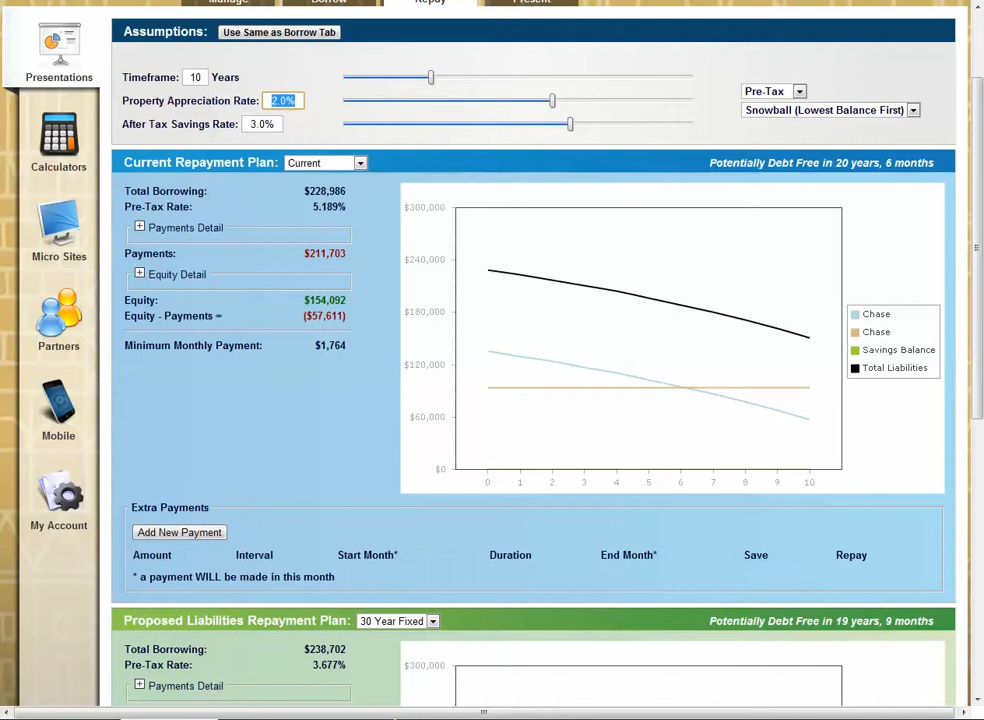 Manage Borrow Repay Present
Assumptions: Use Same as Borrow Tab
Presentations
Timeframe: 10 Years
Property Appreciation Rate: 2.0%
Pre-Tax
After Tax Savings Rate: 3.0%
Snowball (Lowest Balance First)
Calculators
Micro Sites
Partners
Mobile
My Account
Current Repayment Plan: Current Potentially Debt Free in 20 years, 6 months
Total Borrowing: $228,986
Pre-Tax Rate: 5.189%
Payments Detail
Payments: $211,703
Equity Detail
Equity: $154,092
Equity - Payments = ($57,611)
Minimum Monthly Payment: $1,764
$300,000
$240,000
$180,000
$120,000
$60,000
$0
0 1 2 3 4 5 6 7 8 9 10
Chase
Chase
Savings Balance
Total Liabilities
Extra Payments
Add New Payment
Amount Interval Start Month* Duration End Month* Save Repay
* a payment WILL be made in this month
Proposed Liabilities Repayment Plan: 30 Year Fixed Potentially Debt Free in 19 years, 9 months
Total Borrowing: $238,702
Pre-Tax Rate: 3.677%
Payments Detail
$300,000